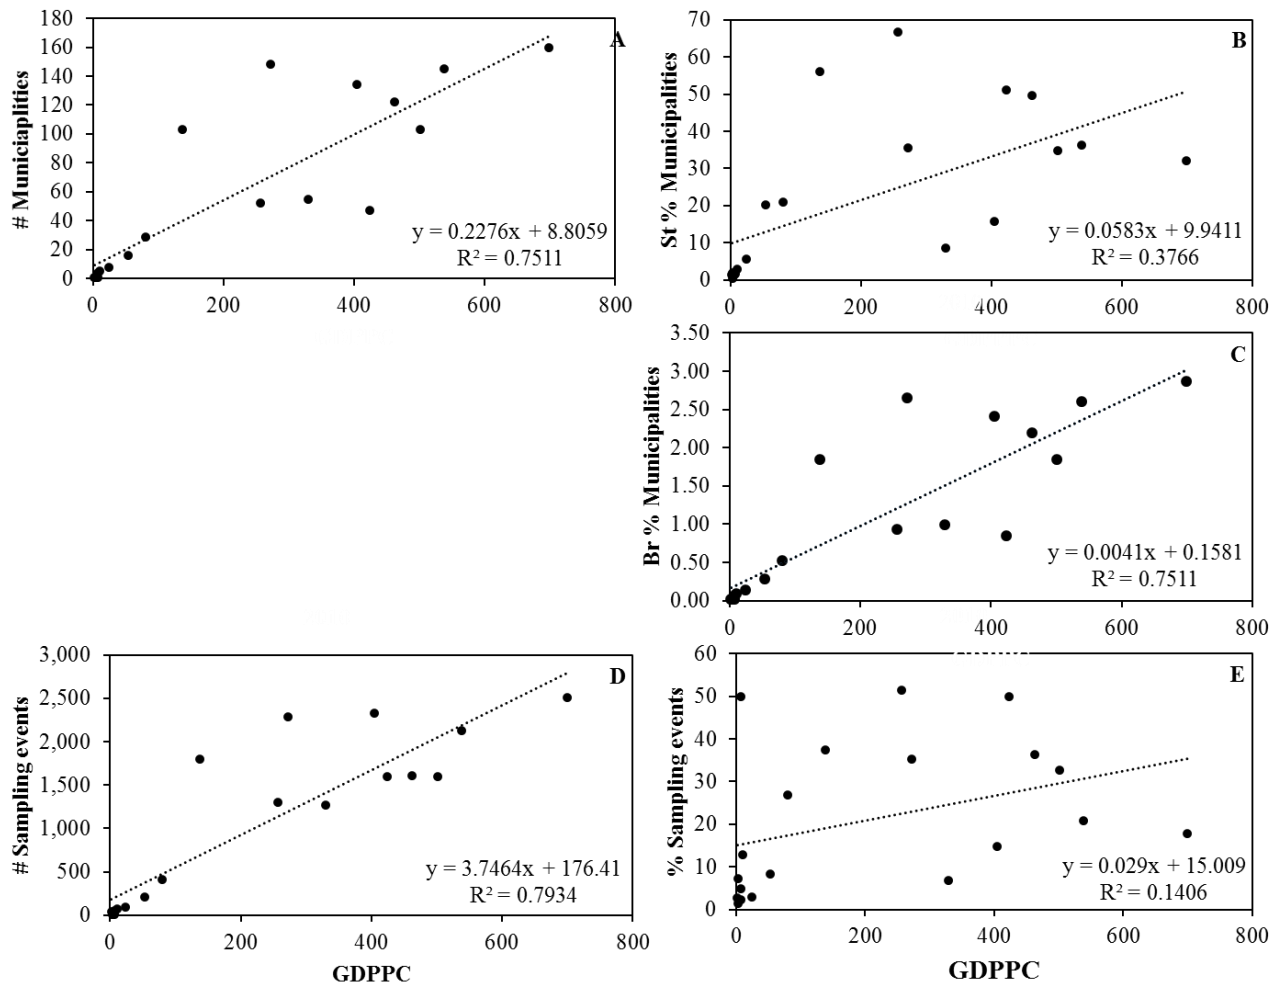 180
160
140
120
100
80
60
40
20
0
# Municiaplities
A
y = 0.2276x + 8.8059
R² = 0.7511
0 200 400 600 800
70
60
50
40
30
20
10
0
St % Municipalities
B
y = 0.0583x + 9.9411
R² = 0.3766
0 200 400 600 800
3.50
3.00
2.50
2.00
1.50
1.00
0.50
0.00
Br % Municipalities
C
y = 0.0041x + 0.1581
R² = 0.7511
0 200 400 600 800
3,000
2,500
2,000
1,500
1,000
500
0
# Sampling events
D
y = 3.7464x + 176.41
R² = 0.7934
0 200 400 600 800
GDPPC
60
50
40
30
20
10
0
% Sampling events
E
y = 0.029x + 15.009
R² = 0.1406
0 200 400 600 800
GDPPC